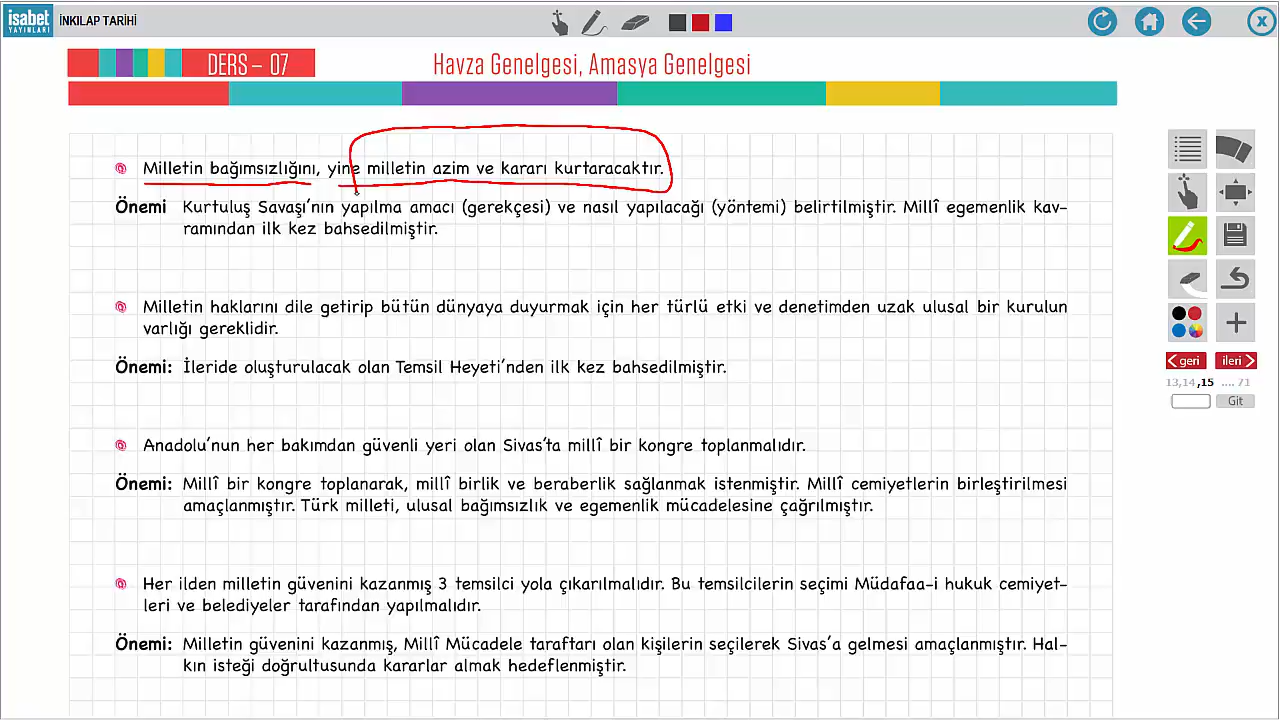 isabet
YAYINLARI
İNKILAP TARİHİ
DERS – 07
Havza Genelgesi, Amasya Genelgesi
Milletin bağımsızlığını, yine milletin azim ve kararı kurtaracaktır.
Önemi Kurtuluş Savaşı'nın yapılma amacı (gerekçesi) ve nasıl yapılacağı (yöntemi) belirtilmiştir. Millî egemenlik kav-
ramından ilk kez bahsedilmiştir.
Milletin haklarını dile getirip bütün dünyaya duyurmak için her türlü etki ve denetimden uzak ulusal bir kurulun
varlığı gereklidir.
Önemi: İleride oluşturulacak olan Temsil Heyeti'nden ilk kez bahsedilmiştir.
Anadolu'nun her bakımdan güvenli yeri olan Sivas'ta millî bir kongre toplanmalıdır.
Önemi: Millî bir kongre toplanarak, millî birlik ve beraberlik sağlanmak istenmiştir. Millî cemiyetlerin birleştirilmesi
amaçlanmıştır. Türk milleti, ulusal bağımsızlık ve egemenlik mücadelesine çağrılmıştır.
Her ilden milletin güvenini kazanmış 3 temsilci yola çıkarılmalıdır. Bu temsilcilerin seçimi Müdafaa-i hukuk cemiyet-
leri ve belediyeler tarafından yapılmalıdır.
Önemi: Milletin güvenini kazanmış, Millî Mücadele taraftarı olan kişilerin seçilerek Sivas'a gelmesi amaçlanmıştır. Hal-
kın isteği doğrultusunda kararlar almak hedeflenmiştir.
geri ileri
13,14,15 .... 71
Git